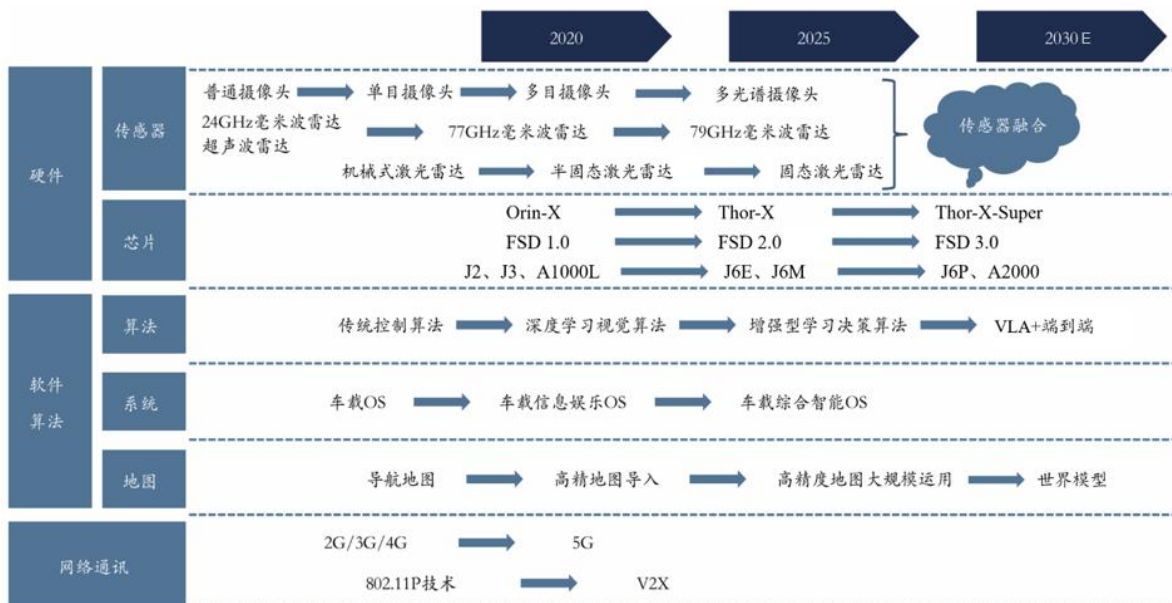 2020 2025 2030E
硬件
传感器
普通摄像头 单目摄像头 多目摄像头 多光谱摄像头
24GHz毫米波雷达 77GHz毫米波雷达 79GHz毫米波雷达
超声波雷达
机械式激光雷达 半固态激光雷达 固态激光雷达
传感器融合
芯片
Orin-X Thor-X Thor-X-Super
FSD 1.0 FSD 2.0 FSD 3.0
J2、J3、A1000L J6E、J6M J6P、A2000
软件
算法
算法
传统控制算法 深度学习视觉算法 增强型学习决策算法 VLA+端到端
系统
车载OS 车载信息娱乐OS 车载综合智能OS
地图
导航地图 高精地图导入 高精度地图大规模运用 世界模型
网络通讯
2G/3G/4G 5G
802.11P技术 V2X